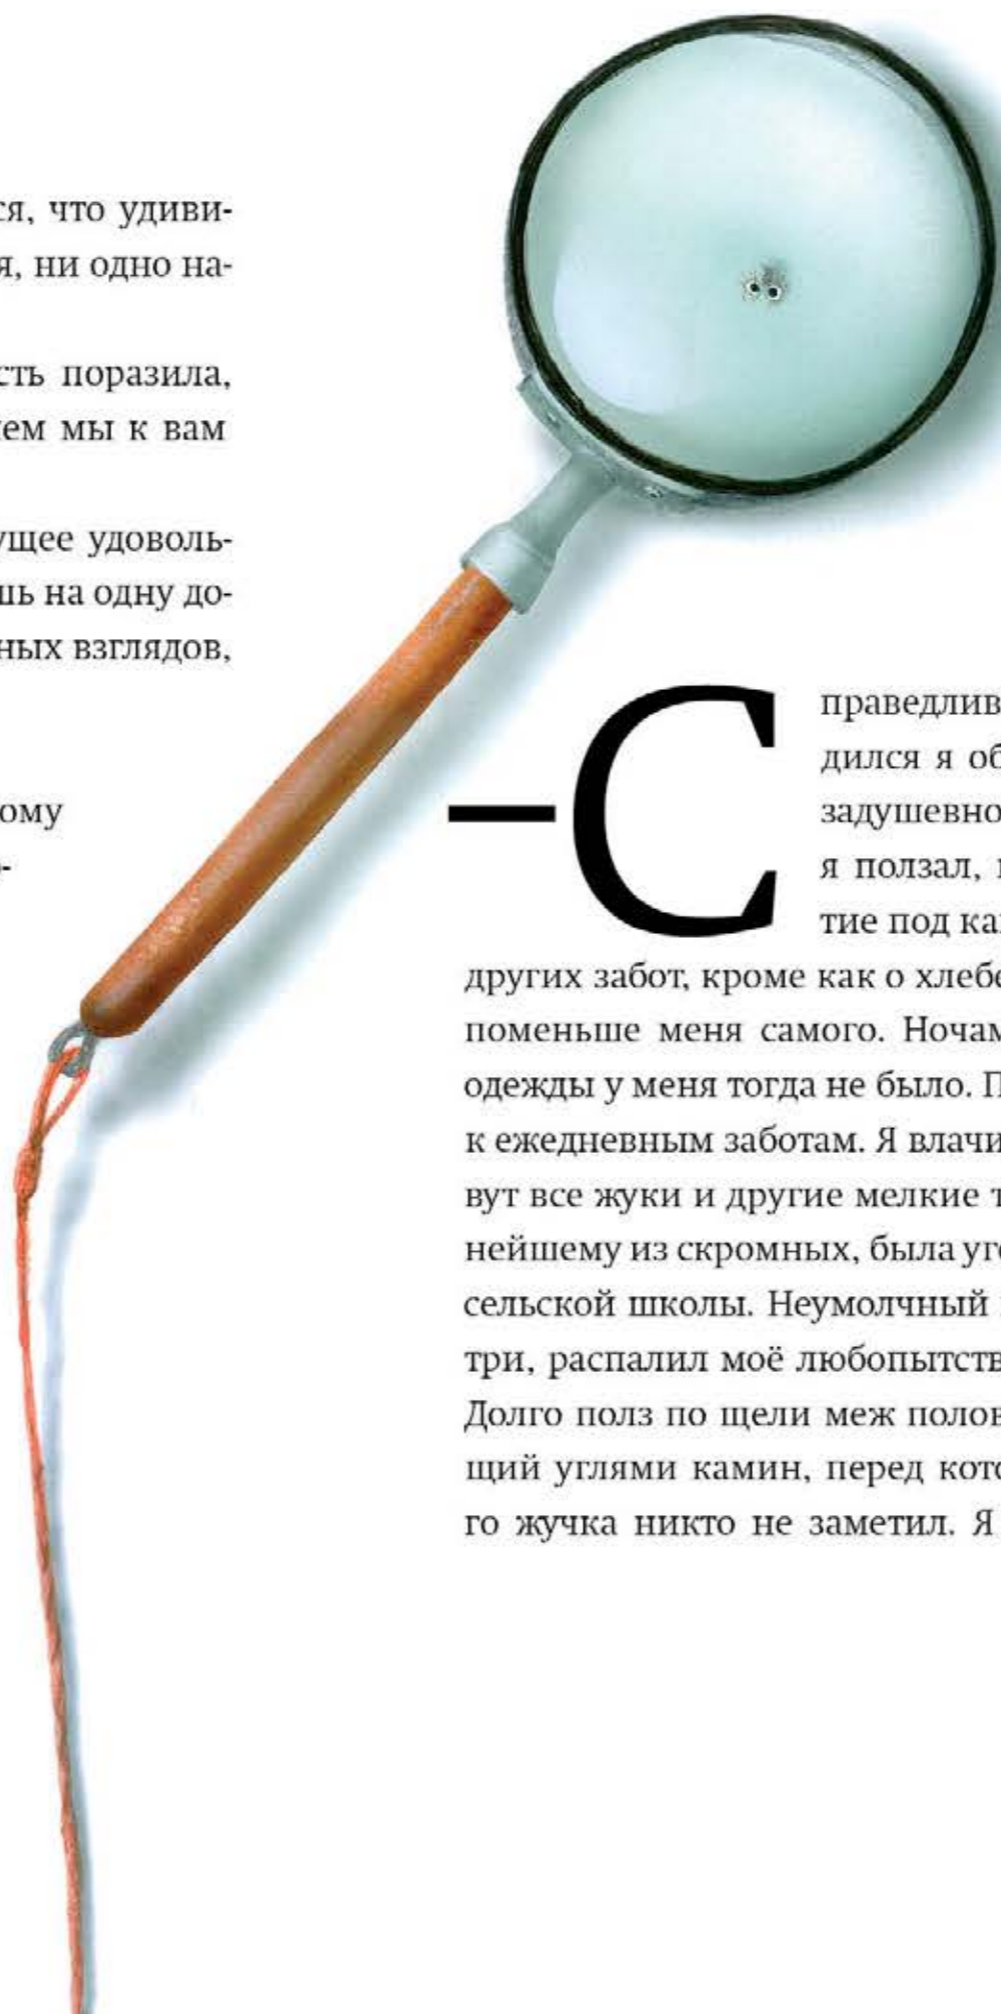 ся, что удиви-
я, ни одно на-
сть поразила,
ем мы к вам
ущее удоволь-
шь на одну до-
ных взглядов,
ому
–С
праведлив
дился я об
задушевно
я ползал,
тие под ка
других забот, кроме как о хлебе
поменьше меня самого. Ночам
одежды у меня тогда не было. П
к ежедневным заботам. Я влачи
вут все жуки и другие мелкие т
нейшему из скромных, была уго
сельской школы. Неумолчный
три, распалил моё любопытств
Долго полз по щели меж полов
щий углями камин, перед кото
го жучка никто не заметил. Я